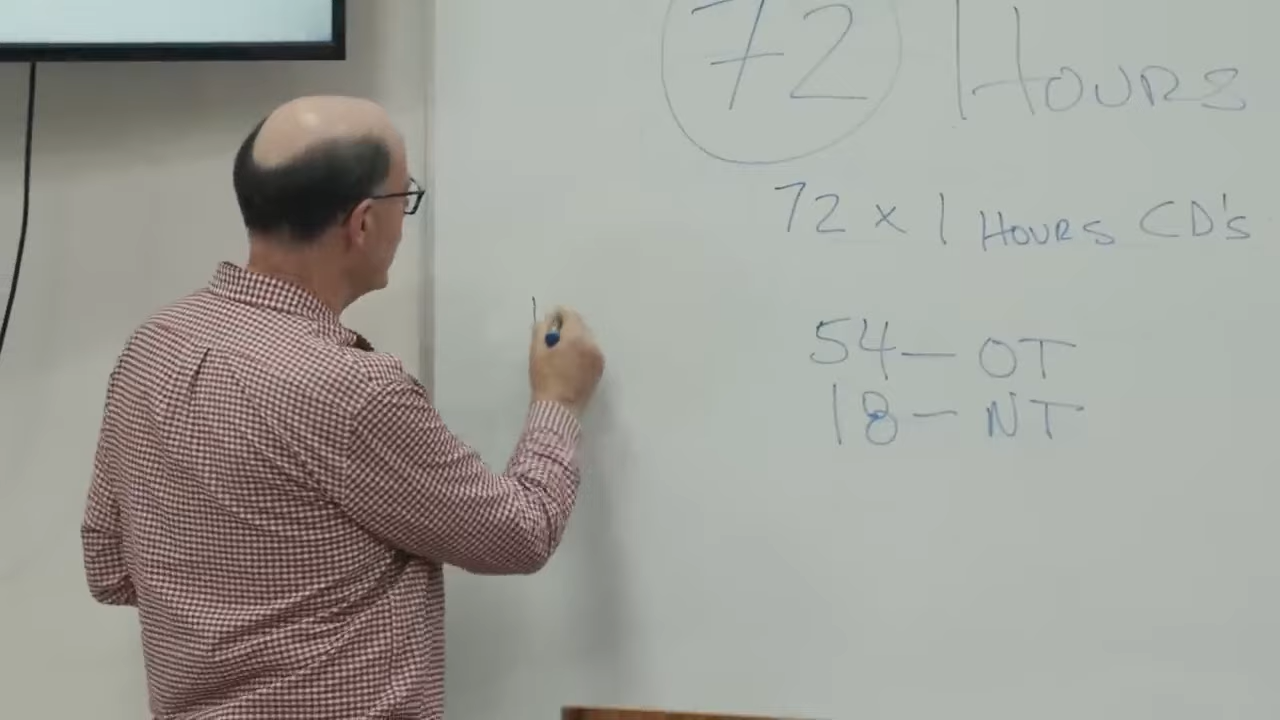 72 HOURS
72 x 1 HOURS CD's
54 — OT
18 — NT